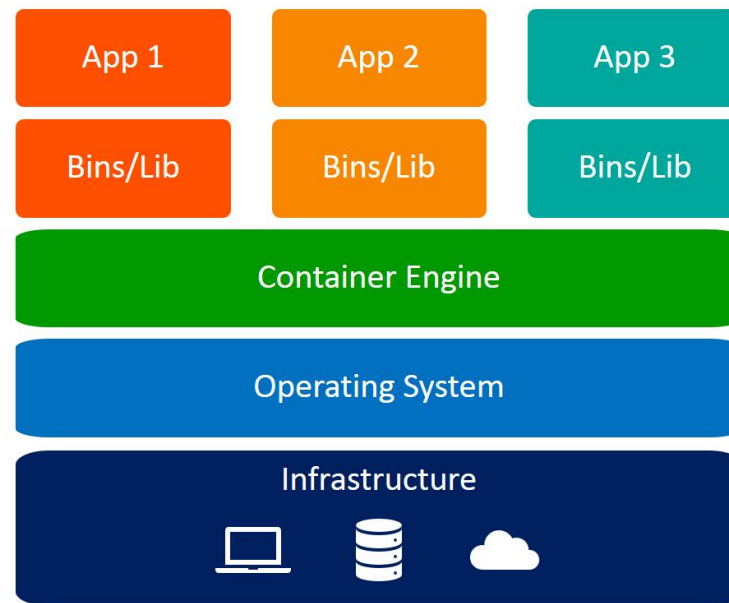 App 1
App 2
App 3
Bins/Lib
Bins/Lib
Bins/Lib
Container Engine
Operating System
Infrastructure